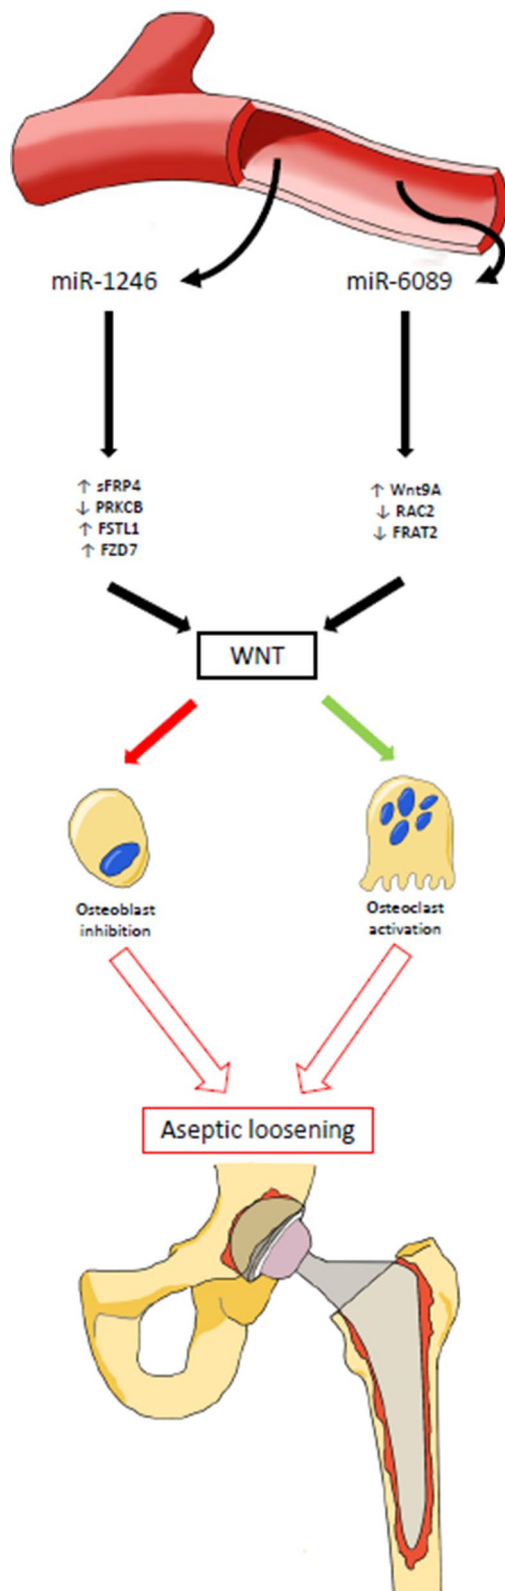 miR-1246
miR-6089
↑ sFRP4
↓ PRKCB
↑ FSTL1
↑ FZD7
↑ Wnt9A
↓ RAC2
↓ FRAT2
WNT
Osteoblast
inhibition
Osteoclast
activation
Aseptic loosening